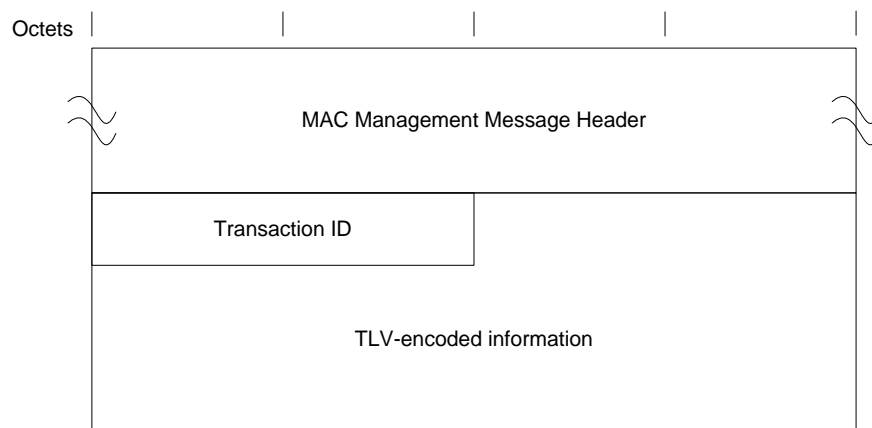 Octets
MAC Management Message Header
Transaction ID
TLV-encoded information